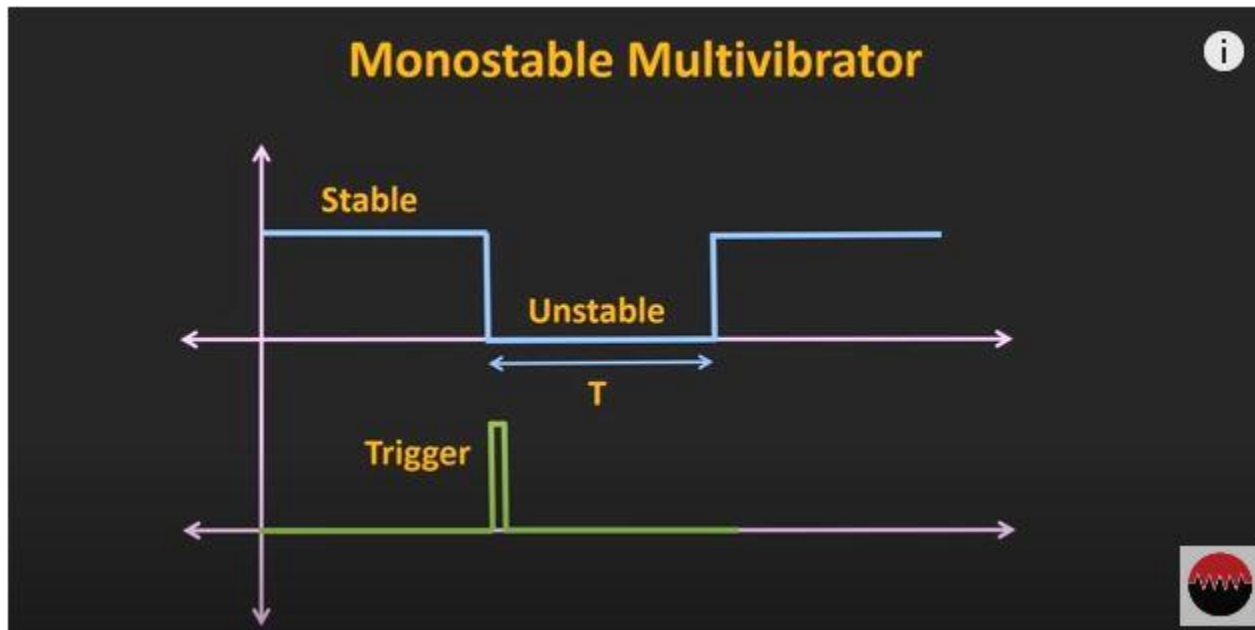 Monostable Multivibrator
i
Stable
Unstable
T
Trigger